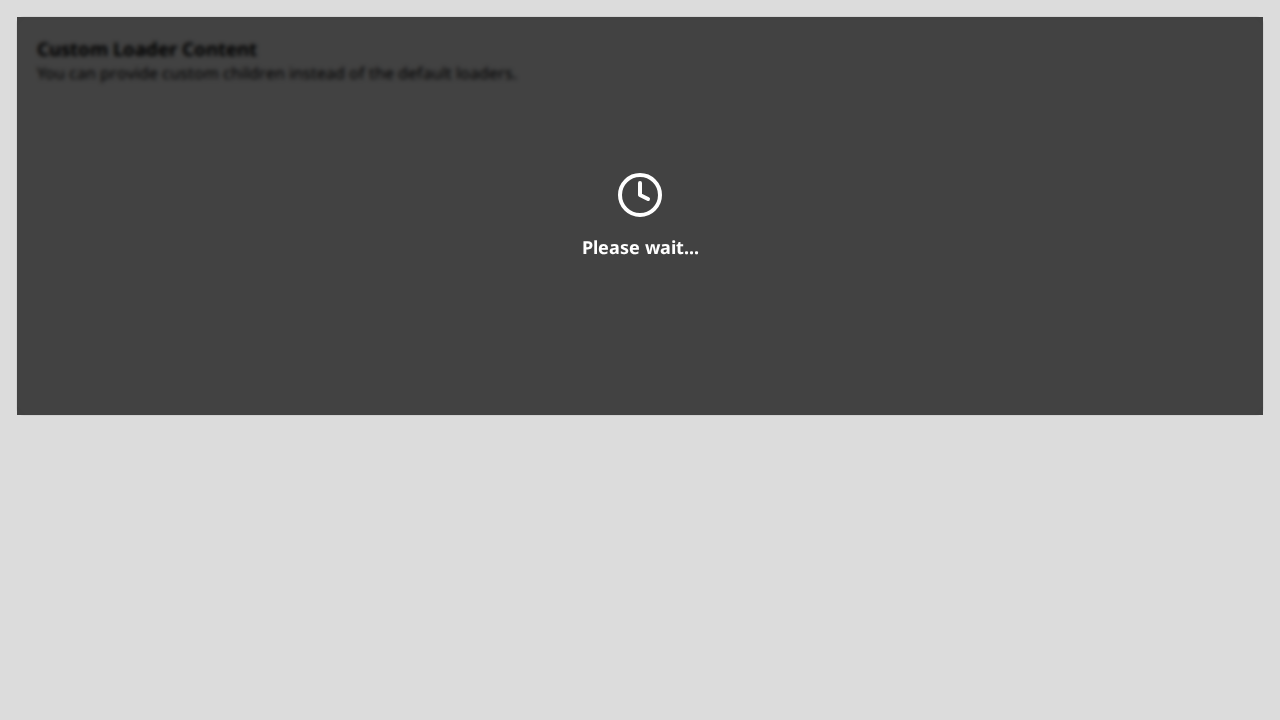 Custom Loader Content
You can provide custom children instead of the default loaders.
Please wait...